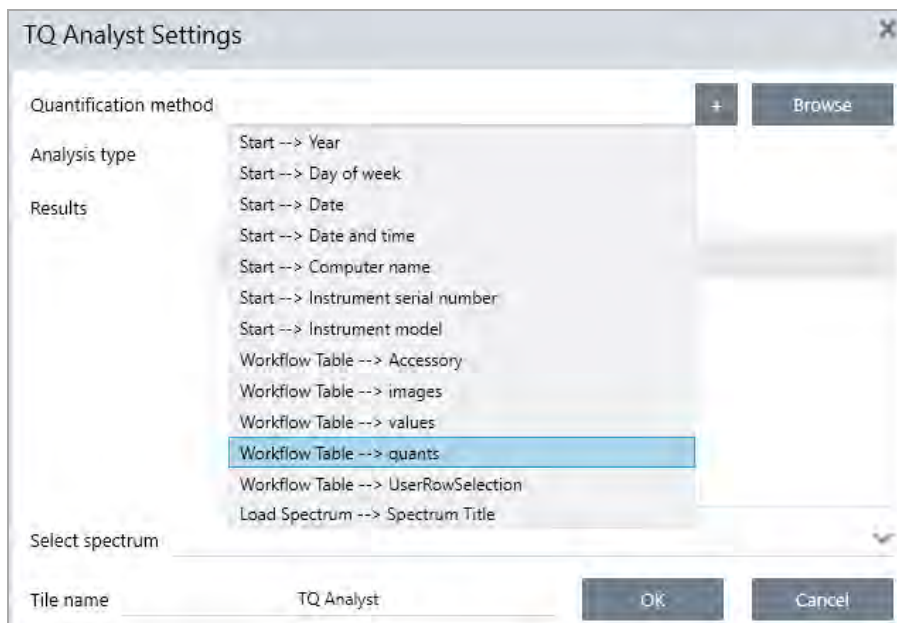 TQ Analyst Settings
Quantification method
+
Browse
Analysis type
Results
Start --> Year
Start --> Day of week
Start --> Date
Start --> Date and time
Start --> Computer name
Start --> Instrument serial number
Start --> Instrument model
Workflow Table --> Accessory
Workflow Table --> images
Workflow Table --> values
Workflow Table --> quants
Workflow Table --> UserRowSelection
Load Spectrum --> Spectrum Title
Select spectrum
Tile name TQ Analyst OK Cancel